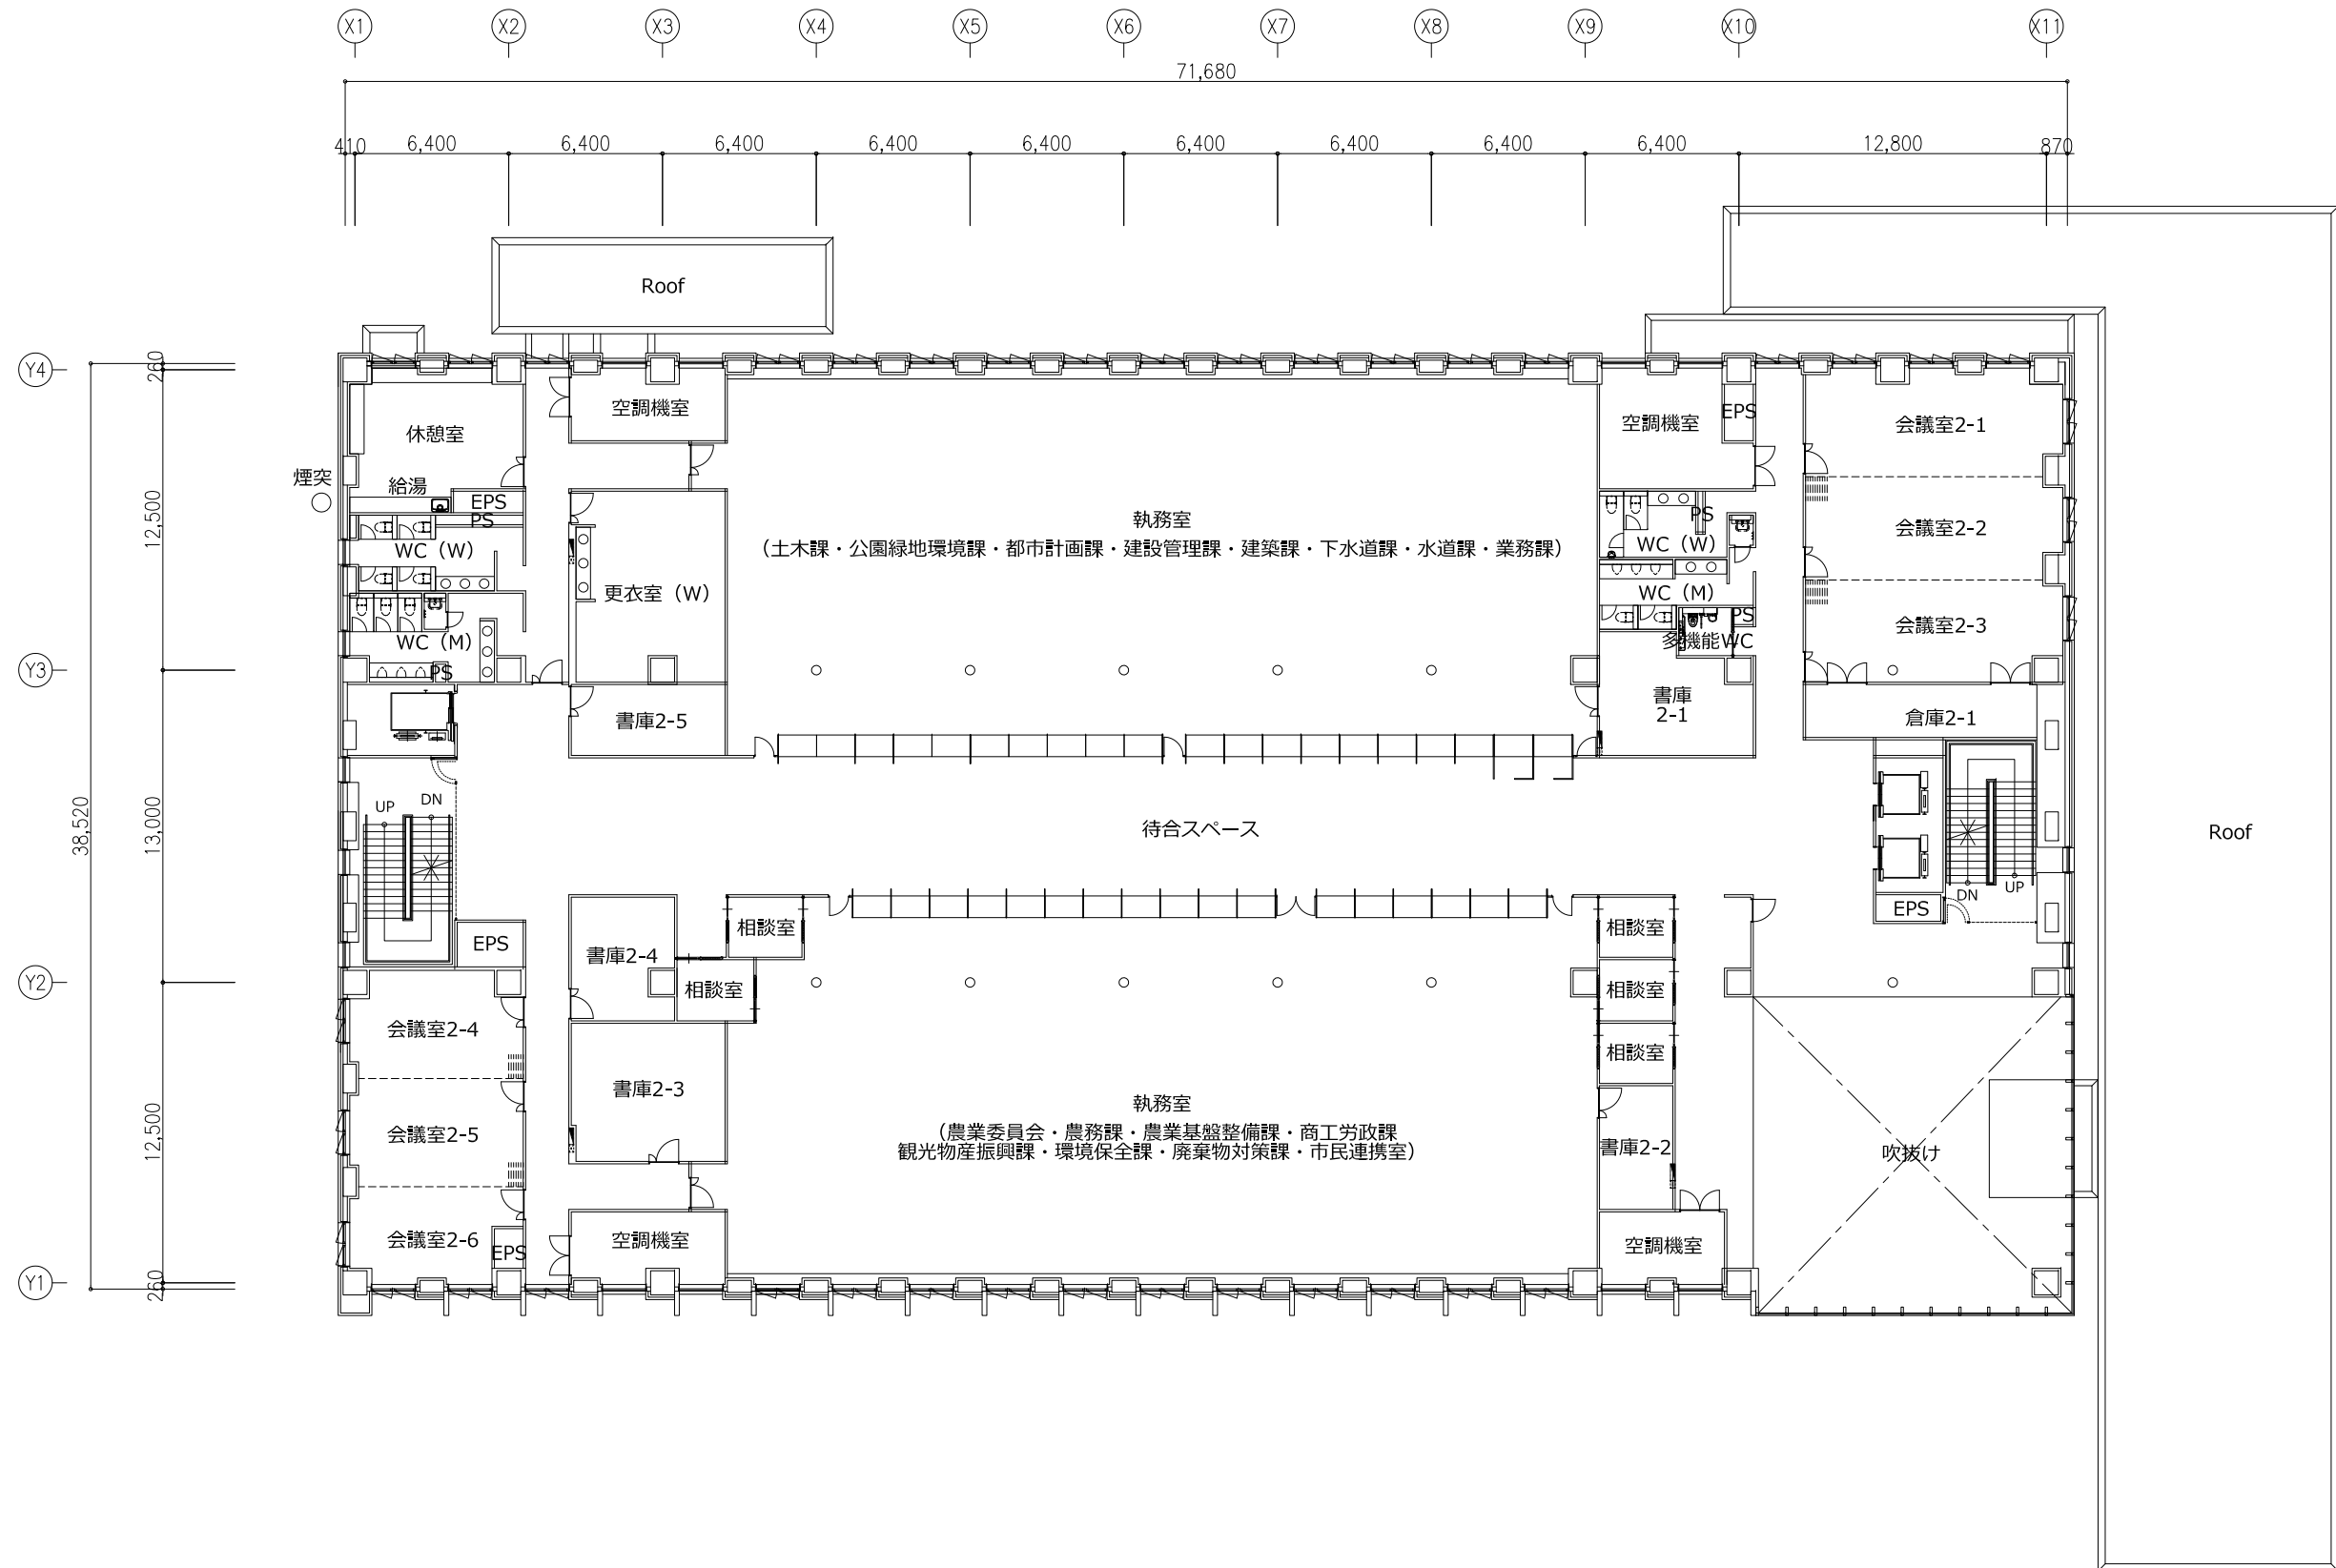 X1 X2 X3 X4 X5 X6 X7 X8 X9 X10 X11
71,680
410 6,400 6,400 6,400 6,400 6,400 6,400 6,400 6,400 6,400 12,800 870
Roof
Y4
260
空調機室
休憩室
空調機室
EPS
会議室2-1
煙突
給湯
EPS
PS
12,500
執務室
(土木課・公園緑地環境課・都市計画課・建設管理課・建築課・下水道課・水道課・業務課)
PS
会議室2-2
WC(W)
WC(W)
更衣室(W)
WC(M)
PS
会議室2-3
WC(M)
多機能WC
Y3
PS
書庫
2-1
書庫2-5
倉庫2-1
UP
DN
38,520
13,000
待合スペース
Roof
DN
UP
EPS
相談室
相談室
EPS
書庫2-4
Y2
相談室
相談室
会議室2-4
相談室
書庫2-3
執務室
(農業委員会・農務課・農業基盤整備課・商工労政課
観光物産振興課・環境保全課・廃棄物対策課・市民連携室)
12,500
会議室2-5
書庫2-2
吹抜け
会議室2-6
EPS
空調機室
空調機室
Y1
260